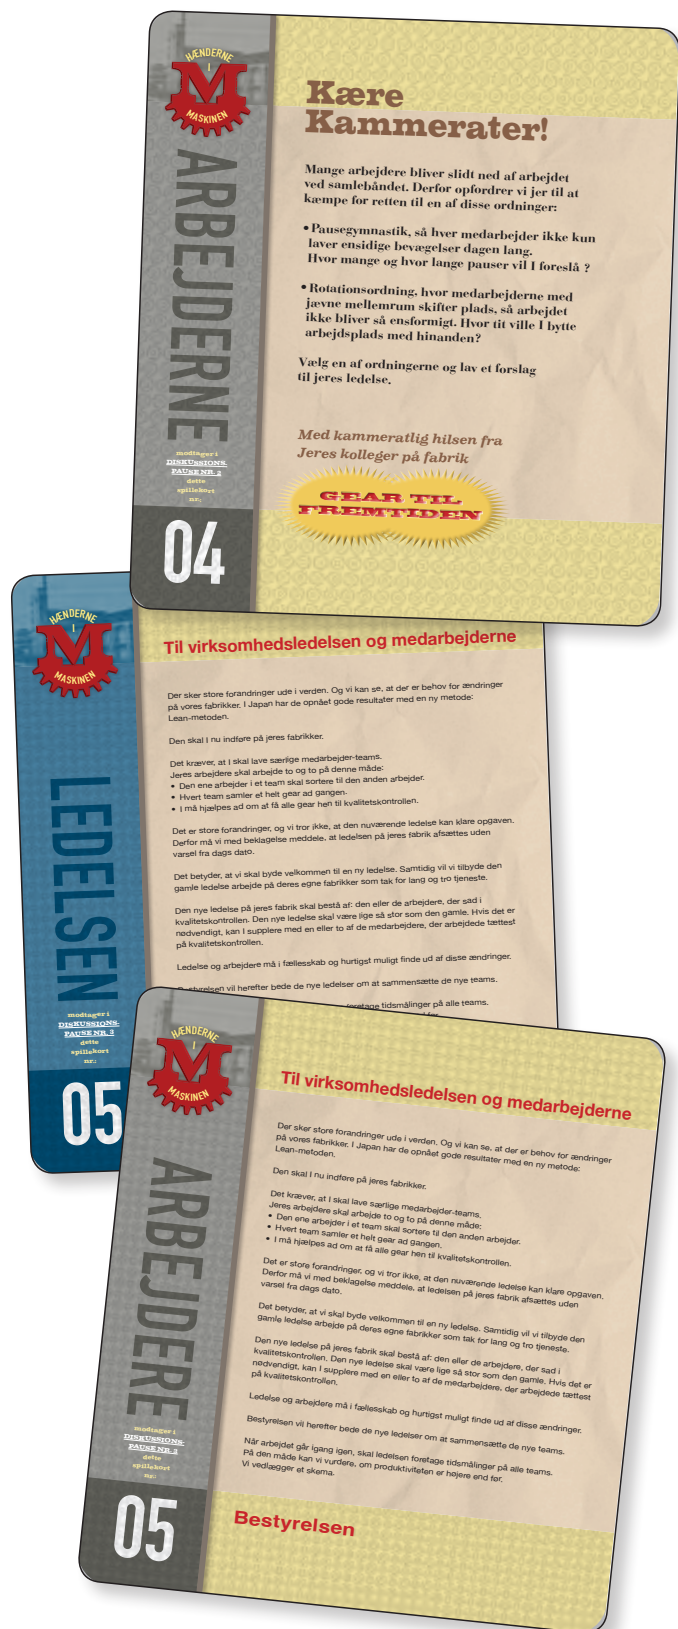 HÆNDERNE
I
M
MASKINEN
ARBEJDERNE
modtager i
DISKUSSIONS-
PAUSE NR. 2
dette
spillekort
nr.:
04
Kære
Kammerater!
Mange arbejdere bliver slidt ned af arbejdet
ved samlebåndet. Derfor opfordrer vi jer til at
kæmpe for retten til en af disse ordninger:
• Pausegymnastik, så hver medarbejder ikke kun
laver ensidige bevægelser dagen lang.
Hvor mange og hvor lange pauser vil I foreslå ?
• Rotationsordning, hvor medarbejderne med
jævne mellemrum skifter plads, så arbejdet
ikke bliver så ensformigt. Hvor tit ville I bytte
arbejdsplads med hinanden?
Vælg en af ordningerne og lav et forslag
til jeres ledelse.
Med kammeratlig hilsen fra
Jeres kolleger på fabrik
GEAR TIL
FREMTIDEN
HÆNDERNE
I
M
MASKINEN
LEDELSEN
modtager i
DISKUSSIONS-
PAUSE NR. 3
dette
spillekort
nr.:
05
Til virksomhedsledelsen og medarbejderne
Der sker store forandringer ude i verden. Og vi kan se, at der er behov for ændringer
på vores fabrikker. I Japan har de opnået gode resultater med en ny metode:
Lean-metoden.
Den skal I nu indføre på jeres fabrikker.
Det kræver, at I skal lave særlige medarbejder-teams.
Jeres arbejdere skal arbejde to og to på denne måde:
• Den ene arbejder i et team skal sortere til den anden arbejder.
• Hvert team samler et helt gear ad gangen.
• I må hjælpes ad om at få alle gear hen til kvalitetskontrollen.
Det er store forandringer, og vi tror ikke, at den nuværende ledelse kan klare opgaven.
Derfor må vi med beklagelse meddele, at ledelsen på jeres fabrik afsættes uden
varsel fra dags dato.
Det betyder, at vi skal byde velkommen til en ny ledelse. Samtidig vil vi tilbyde den
gamle ledelse arbejde på deres egne fabrikker som tak for lang og tro tjeneste.
Den nye ledelse på jeres fabrik skal bestå af: den eller de arbejdere, der sad i
kvalitetskontrollen. Den nye ledelse skal være lige så stor som den gamle. Hvis det er
nødvendigt, kan I supplere med en eller to af de medarbejdere, der arbejdede tættest
på kvalitetskontrollen.
Ledelse og arbejdere må i fællesskab og hurtigst muligt finde ud af disse ændringer.
vil herefter bede de nye ledelser om at sammensætte de nye teams.
foretage tidsmålinger på alle teams.
HÆNDERNE
I
M
MASKINEN
ARBEJDERE
modtager i
DISKUSSIONS-
PAUSE NR. 3
dette
spillekort
nr.:
05
Til virksomhedsledelsen og medarbejderne
Der sker store forandringer ude i verden. Og vi kan se, at der er behov for ændringer
på vores fabrikker. I Japan har de opnået gode resultater med en ny metode:
Lean-metoden.
Den skal I nu indføre på jeres fabrikker.
Det kræver, at I skal lave særlige medarbejder-teams.
Jeres arbejdere skal arbejde to og to på denne måde:
• Den ene arbejder i et team skal sortere til den anden arbejder.
• Hvert team samler et helt gear ad gangen.
• I må hjælpes ad om at få alle gear hen til kvalitetskontrollen.
Det er store forandringer, og vi tror ikke, at den nuværende ledelse kan klare opgaven.
Derfor må vi med beklagelse meddele, at ledelsen på jeres fabrik afsættes uden
varsel fra dags dato.
Det betyder, at vi skal byde velkommen til en ny ledelse. Samtidig vil vi tilbyde den
gamle ledelse arbejde på deres egne fabrikker som tak for lang og tro tjeneste.
Den nye ledelse på jeres fabrik skal bestå af: den eller de arbejdere, der sad i
kvalitetskontrollen. Den nye ledelse skal være lige så stor som den gamle. Hvis det er
nødvendigt, kan I supplere med en eller to af de medarbejdere, der arbejdede tættest
på kvalitetskontrollen.
Ledelse og arbejdere må i fællesskab og hurtigst muligt finde ud af disse ændringer.
Bestyrelsen vil herefter bede de nye ledelser om at sammensætte de nye teams.
Når arbejdet går igang igen, skal ledelsen foretage tidsmålinger på alle teams.
På den måde kan vi vurdere, om produktiviteten er højere end før.
Vi vedlægger et skema.
Bestyrelsen